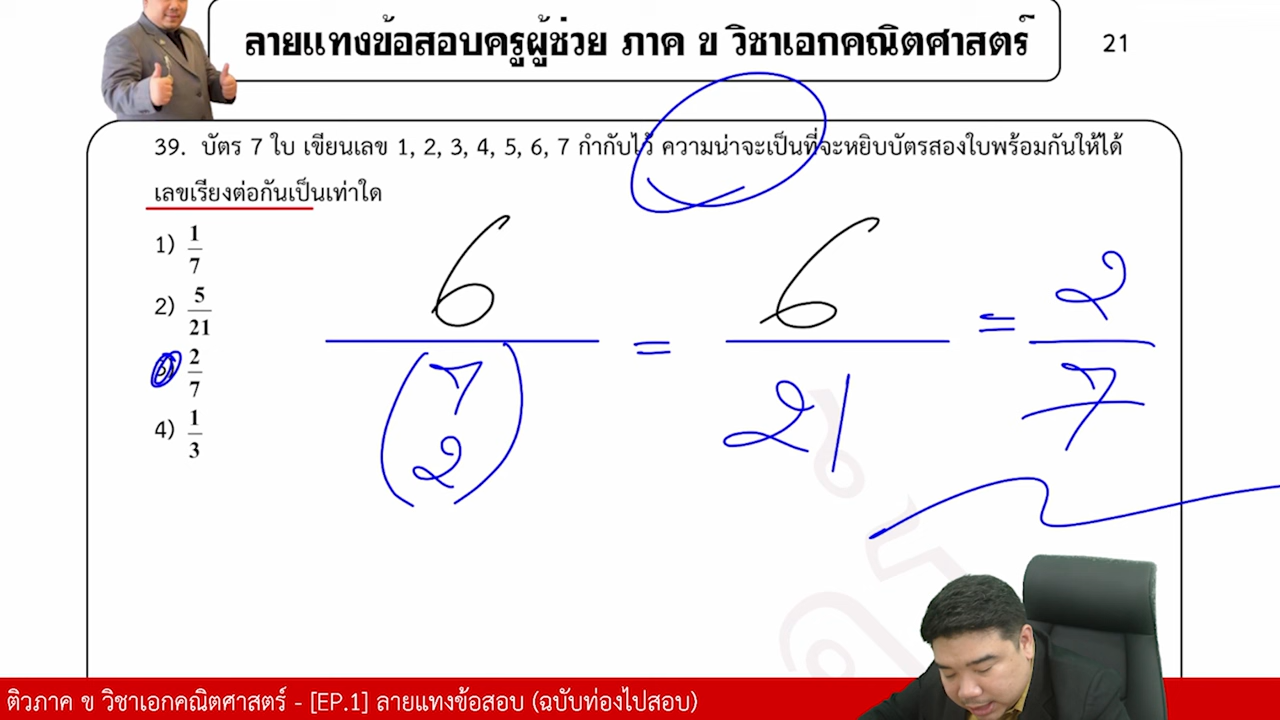 ลายแทงข้อสอบครูผู้ช่วย ภาค ข วิชาเอกคณิตศาสตร์
21
39. บัตร 7 ใบ เขียนเลข 1, 2, 3, 4, 5, 6, 7 กำกับไว้ ความน่าจะเป็นที่จะหยิบบัตรสองใบพร้อมกันให้ได้
เลขเรียงต่อกันเป็นเท่าใด
1) 1/7
2) 5/21
3) 2/7
4) 1/3
6/(7 2) = 6/21 = 2/7
ติวภาค ข วิชาเอกคณิตศาสตร์ - [EP.1] ลายแทงข้อสอบ (ฉบับท่องไปสอบ)